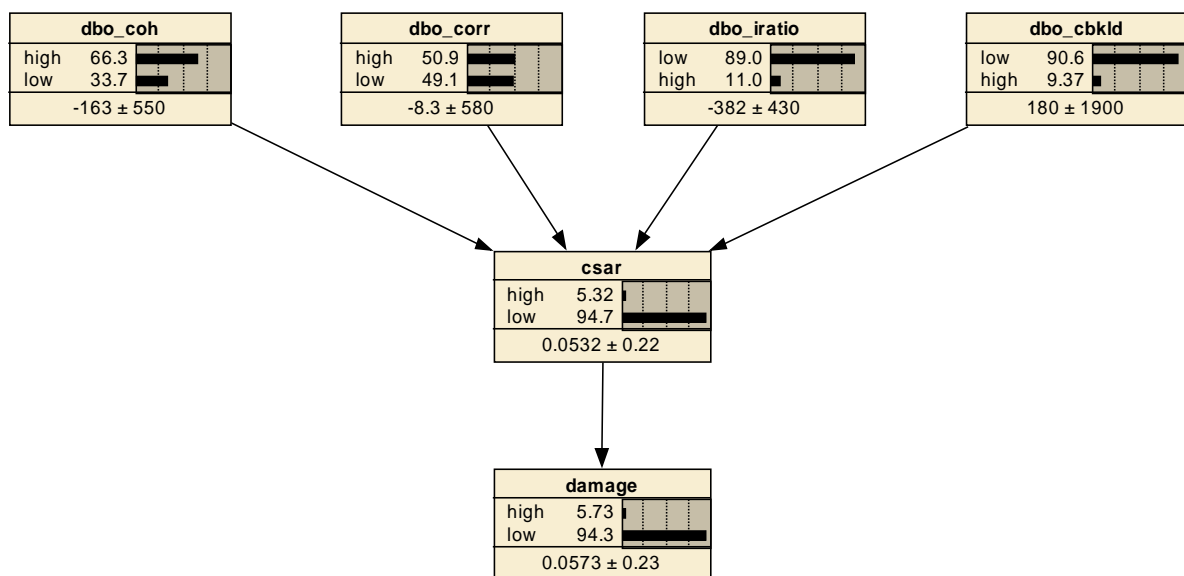 dbo_coh
high 66.3
low 33.7
-163 ± 550
dbo_corr
high 50.9
low 49.1
-8.3 ± 580
dbo_iratio
low 89.0
high 11.0
-382 ± 430
dbo_cbkld
low 90.6
high 9.37
180 ± 1900
csar
high 5.32
low 94.7
0.0532 ± 0.22
damage
high 5.73
low 94.3
0.0573 ± 0.23